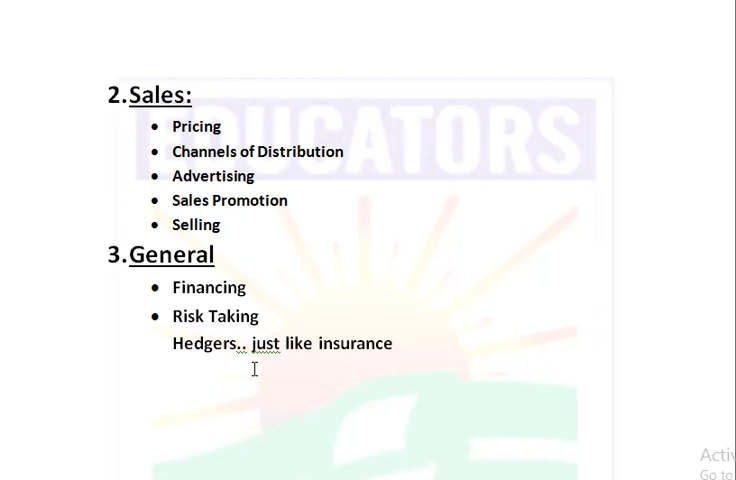 EDUCATORS
2.Sales:
• Pricing
• Channels of Distribution
• Advertising
• Sales Promotion
• Selling
3.General
• Financing
• Risk Taking
Hedgers.. just like insurance
Go to